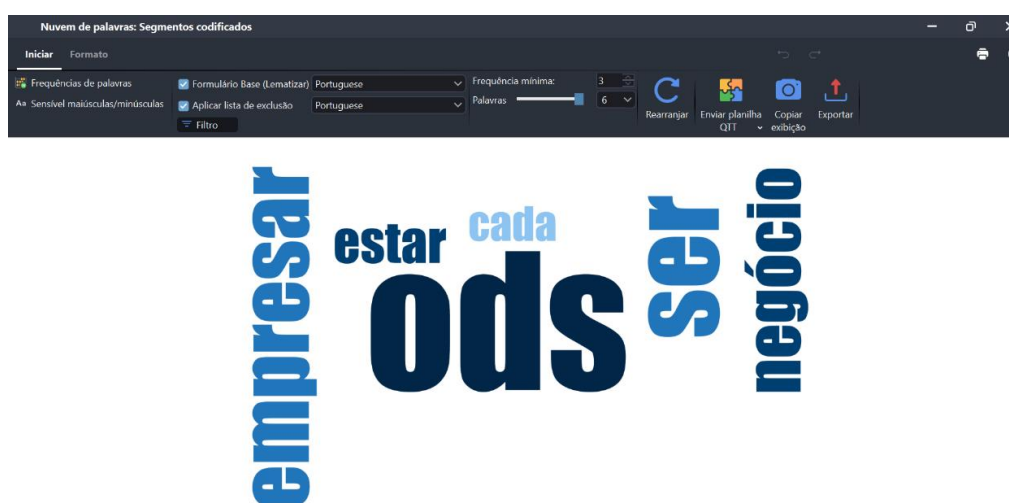 Nuvem de palavras: Segmentos codificados
Iniciar Formato
Frequências de palavras
Aa Sensível maiúsculas/minúsculas
Formulário Base (Lematizar) Portuguese
Aplicar lista de exclusão Portuguese
Filtro
Frequência mínima: 3
Palavras 6
Rearranjar
Enviar planilha
QTT
Copiar
exibição
Exportar
empresar
estar
cada
ods
ser
negócio